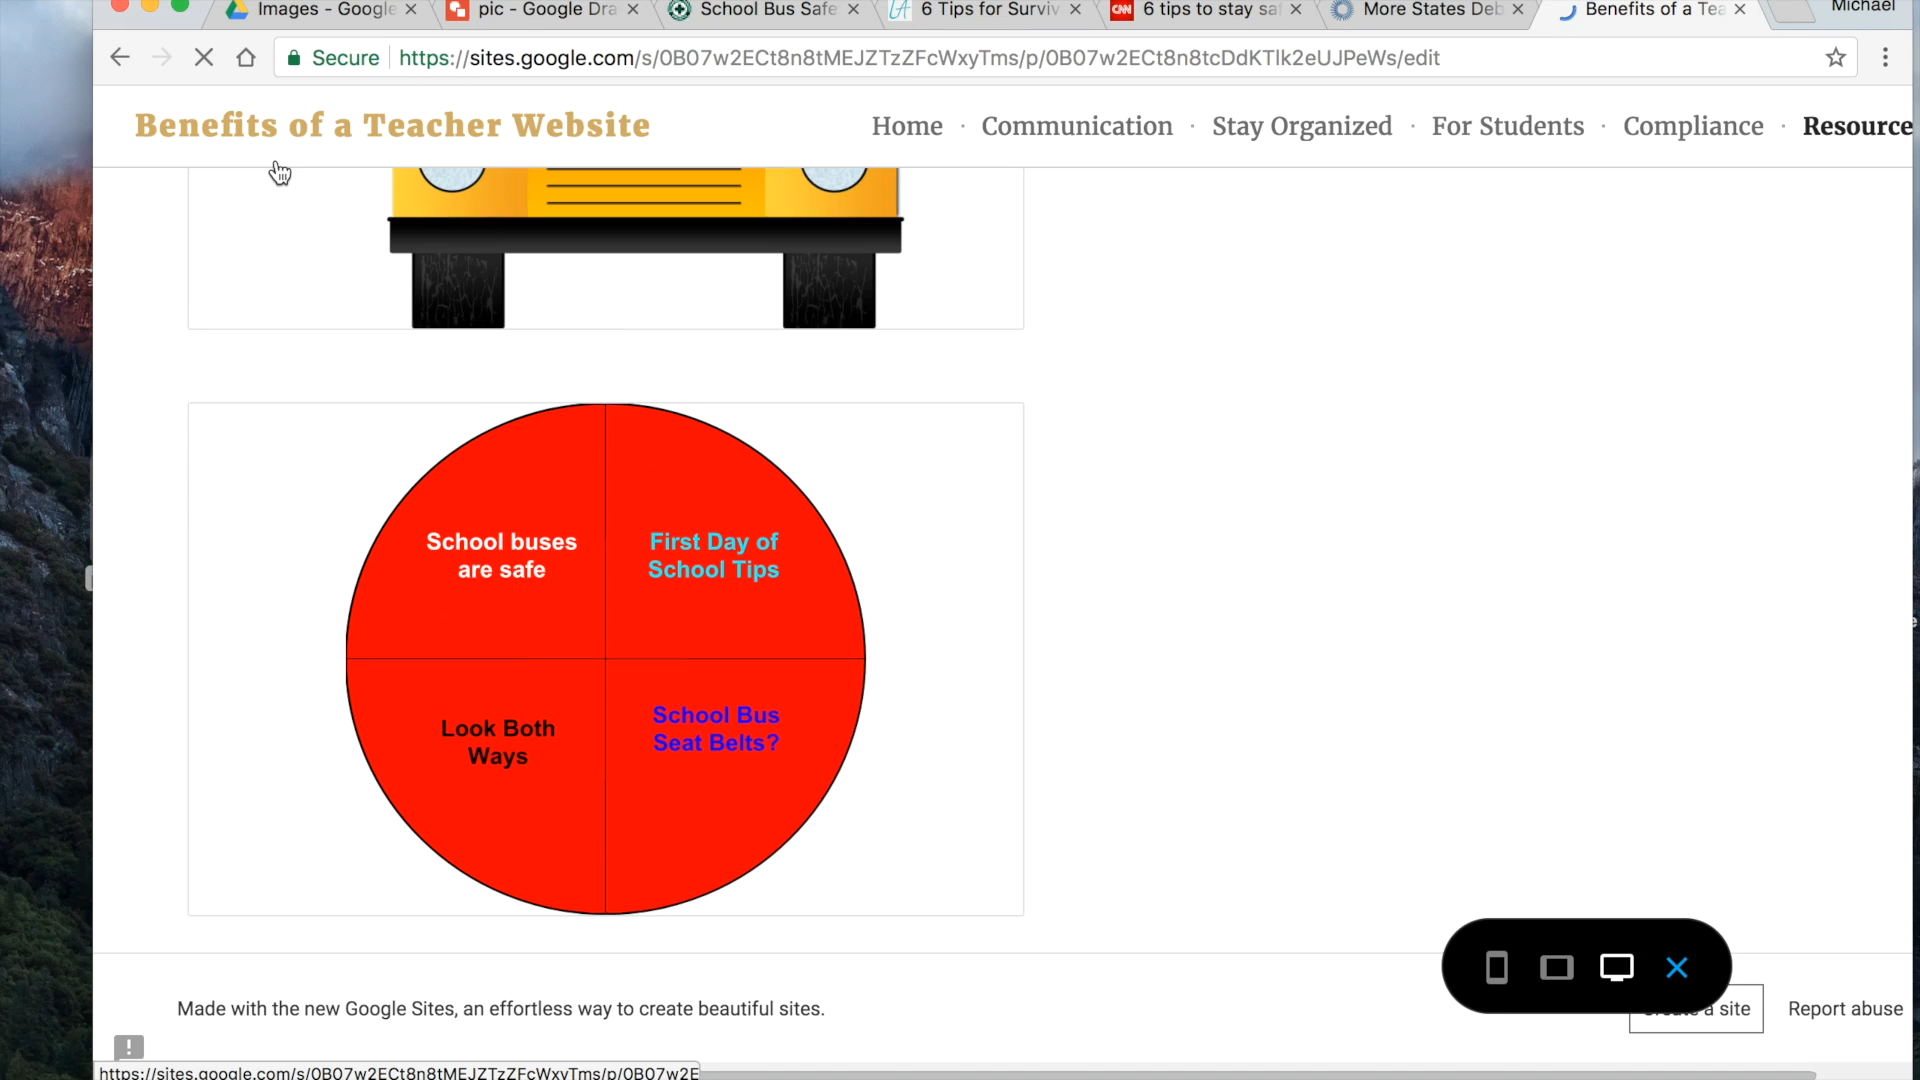 Images - Google
pic - Google Dra
School Bus Safe
6 Tips for Surviv
CNN
6 tips to stay saf
More States Deb
Benefits of a Tea
Michael
Secure
https://sites.google.com/s/0B07w2ECt8n8tMEJZTzZFcWxyTms/p/0B07w2ECt8n8tcDdKTlk2eUJPeWs/edit
Benefits of a Teacher Website
Home · Communication · Stay Organized · For Students · Compliance · Resource
School buses
are safe
First Day of
School Tips
Look Both
Ways
School Bus
Seat Belts?
Made with the new Google Sites, an effortless way to create beautiful sites.
a site
Report abuse
https://sites.google.com/s/0B07w2ECt8n8tMEJZTzZFcWxyTms/p/0B07w2E